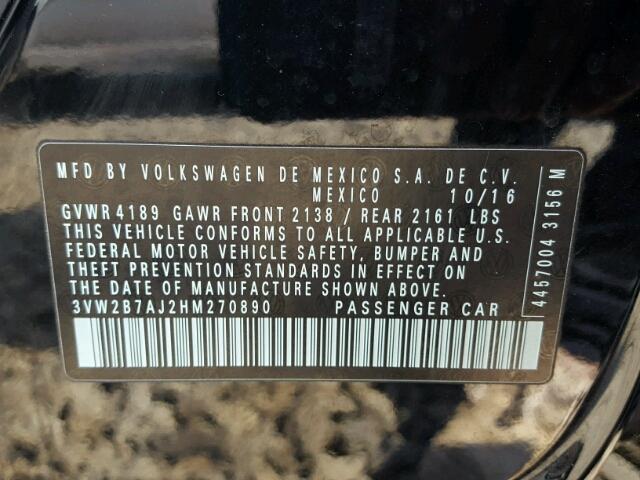 MFD BY VOLKSWAGEN DE MEXICO S.A. DE C.V.
MEXICO 10/16
GVWR 4189 GAWR FRONT 2138 / REAR 2161 LBS
THIS VEHICLE CONFORMS TO ALL APPLICABLE U.S.
FEDERAL MOTOR VEHICLE SAFETY, BUMPER AND
THEFT PREVENTION STANDARDS IN EFFECT ON
THE DATE OF MANUFACTURE SHOWN ABOVE.
3VW2B7AJ2HM270890 PASSENGER CAR
4457004 3156 M